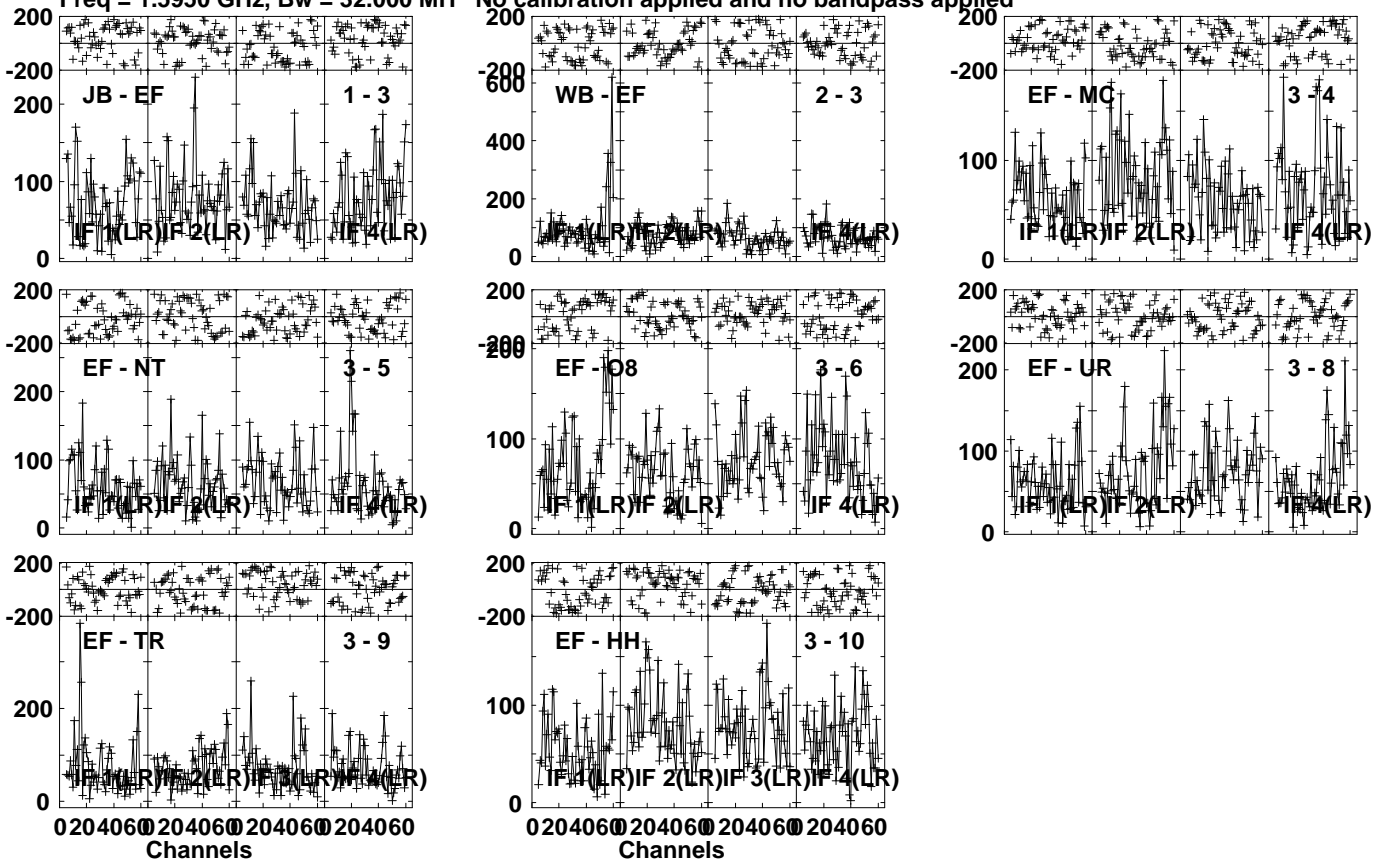 Freq = 1.5950 GHz, Bw = 32.000 MH No calibration applied and no bandpass applied
200
-200
JB - EF 1 - 3
200
100
0
IF 1(LR) IF 2(LR) IF 4(LR)
200
-200
WB - EF 2 - 3
600
400
200
0
IF 1(LR) IF 2(LR) IF 4(LR)
200
-200
EF - MC 3 - 4
100
0
IF 1(LR) IF 2(LR) IF 4(LR)
200
-200
EF - NT 3 - 5
200
100
0
IF 1(LR) IF 2(LR) IF 4(LR)
200
-200
EF - O8 3 - 6
200
100
0
IF 1(LR) IF 2(LR) IF 4(LR)
200
-200
EF - UR 3 - 8
200
100
0
IF 1(LR) IF 2(LR) IF 4(LR)
200
-200
EF - TR 3 - 9
200
0
IF 1(LR) IF 2(LR) IF 3(LR) IF 4(LR)
0 20 40 60 0 20 40 60 0 20 40 60 0 20 40 60
Channels
200
-200
EF - HH 3 - 10
100
0
IF 1(LR) IF 2(LR) IF 3(LR) IF 4(LR)
0 20 40 60 0 20 40 60 0 20 40 60 0 20 40 60
Channels